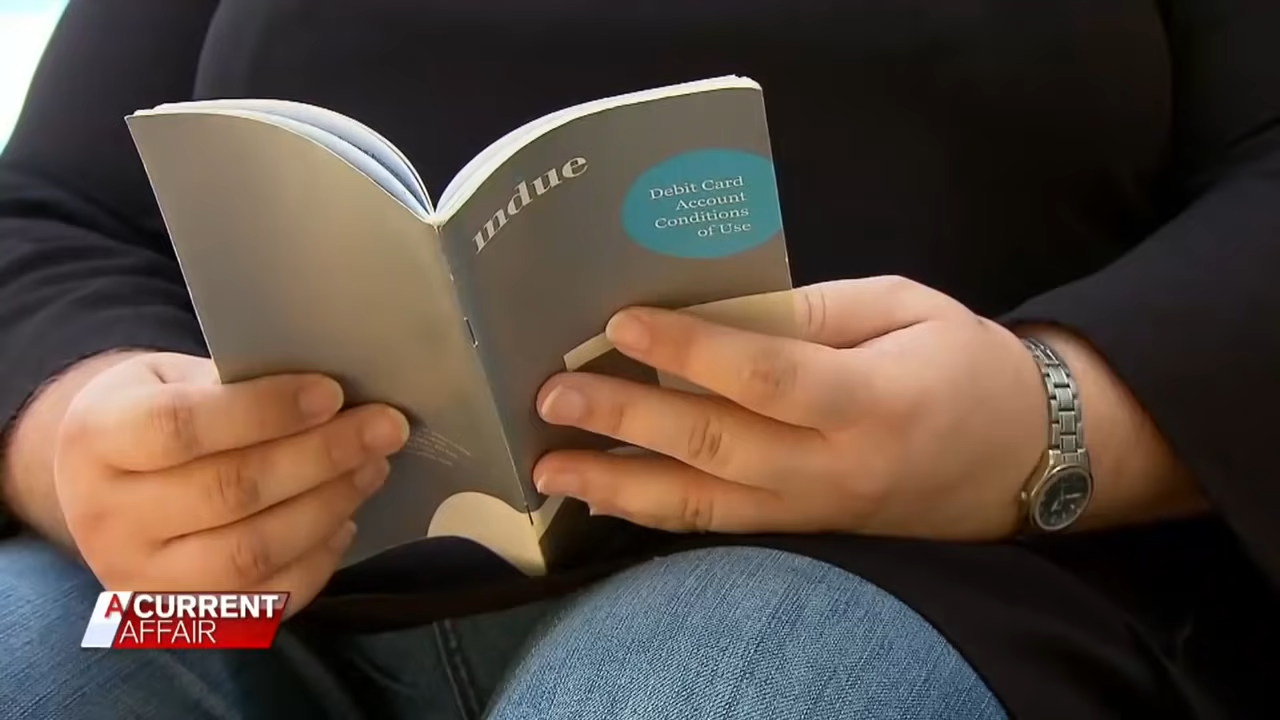 indue
Debit Card
Account
Conditions
of Use
A CURRENT
AFFAIR